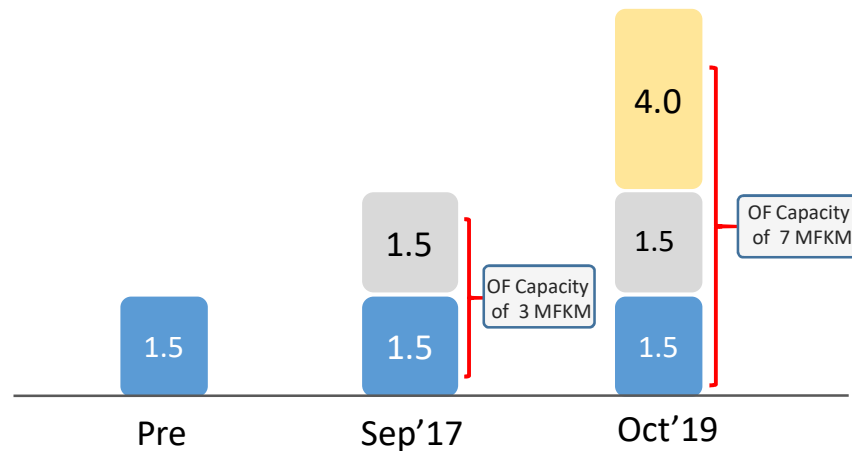 4.0
1.5
1.5
OF Capacity
of 7 MFKM
1.5
1.5
OF Capacity
of 3 MFKM
1.5
Pre
Sep’17
Oct’19